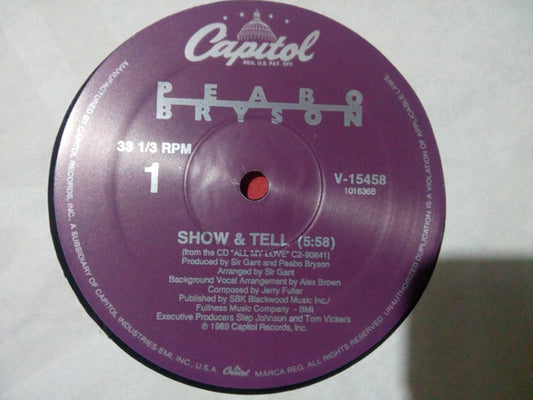 Capitol
REG. U.S. PAT. OFF.
PEABO
BRYSON
33 1/3 RPM
1
V-15458
101636B
SHOW & TELL (5:58)
(from the CD "ALL MY LOVE" C2-90641)
Produced by Sir Gant and Peabo Bryson
Arranged by Sir Gant
Background Vocal Arrangement by Alex Brown
Composed by Jerry Fuller
Published by SBK Blackwood Music Inc./
Fullness Music Company - BMI
Executive Producers Step Johnson and Tom Vickers
℗ 1989 Capitol Records, Inc.
MANUFACTURED BY CAPITOL RECORDS, INC., A SUBSIDIARY OF CAPITOL INDUSTRIES-EMI, INC., U.S.A.
Capitol
MARCA REG. ALL RIGHTS RESERVED. UNAUTHORIZED DUPLICATION IS A VIOLATION OF APPLICABLE LAWS.